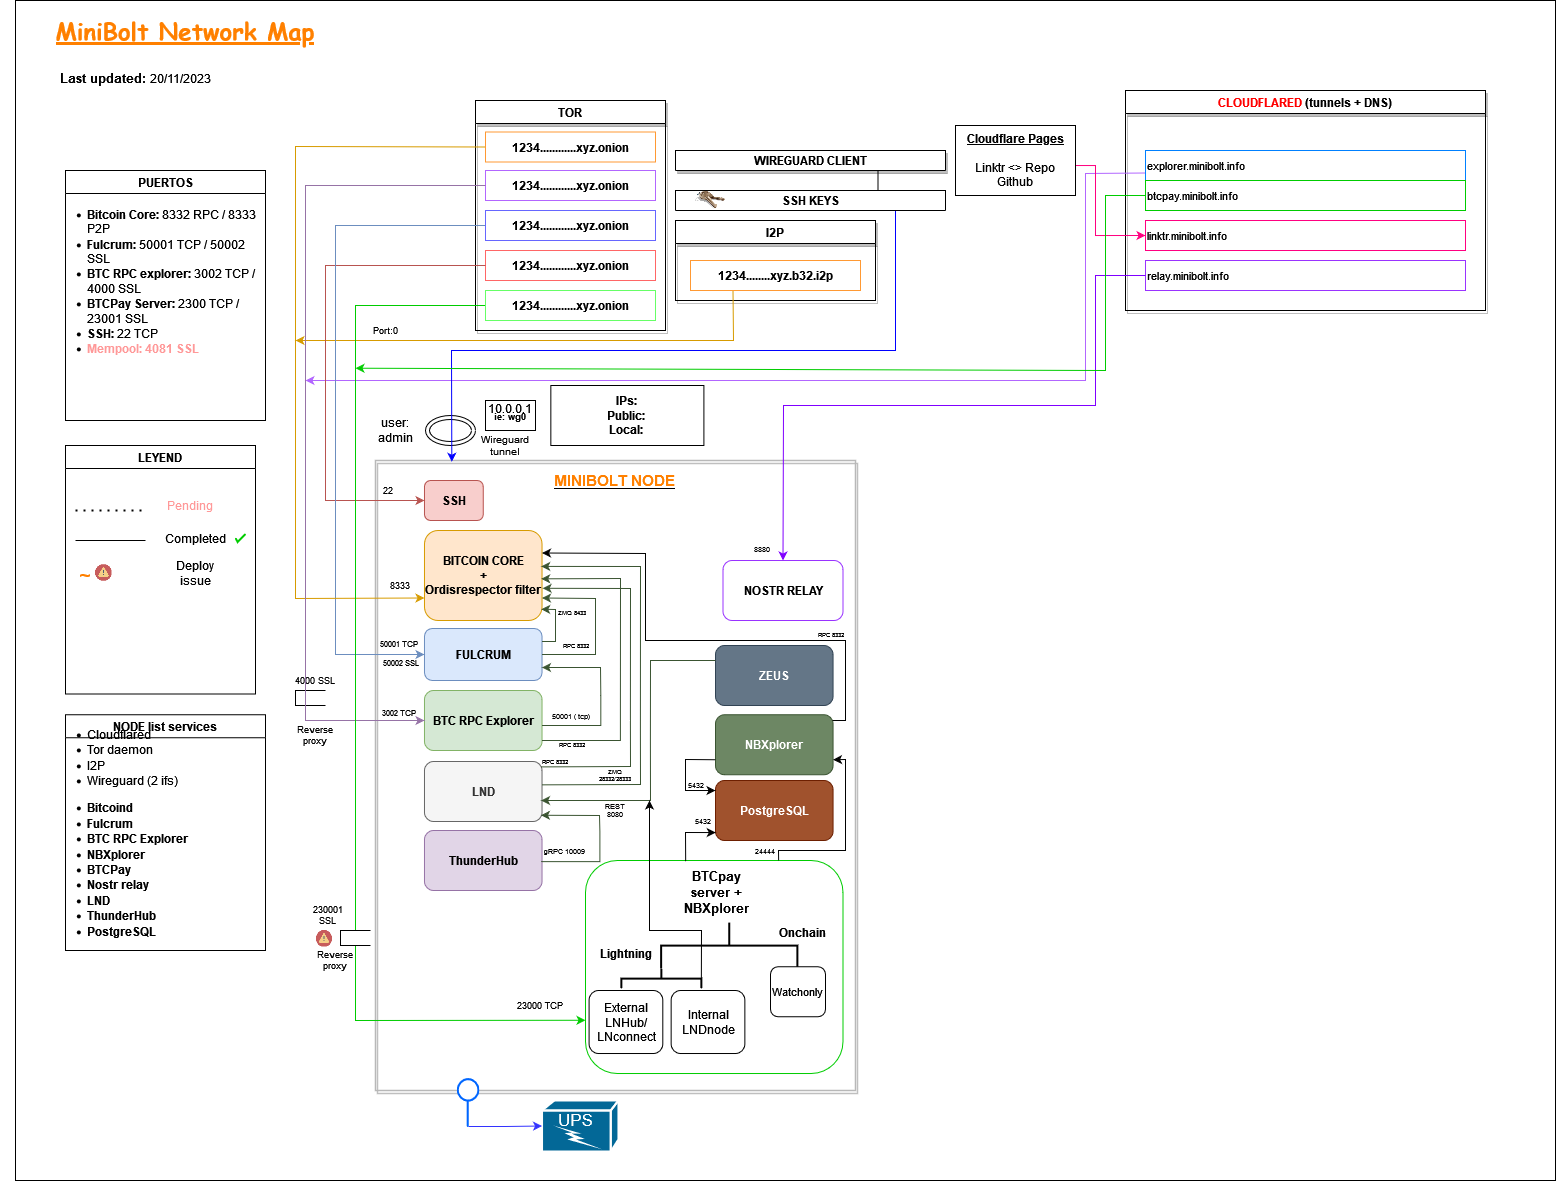 MiniBolt Network Map
Last updated: 20/11/2023
TOR
1234............xyz.onion
1234............xyz.onion
1234............xyz.onion
1234............xyz.onion
1234............xyz.onion
WIREGUARD CLIENT
SSH KEYS
I2P
1234........xyz.b32.i2p
Cloudflare Pages
Linktr <> Repo
Github
CLOUDFLARED (tunnels + DNS)
explorer.minibolt.info
btcpay.minibolt.info
linktr.minibolt.info
relay.minibolt.info
PUERTOS
Bitcoin Core: 8332 RPC / 8333
P2P
Fulcrum: 50001 TCP / 50002
SSL
BTC RPC explorer: 3002 TCP /
4000 SSL
BTCPay Server: 2300 TCP /
23001 SSL
SSH: 22 TCP
Mempool: 4081 SSL
Port:0
LEYEND
Pending
Completed
~
Deploy
issue
user:
admin
10.0.0.1
ie: wg0
Wireguard
tunnel
IPs:
Public:
Local:
MINIBOLT NODE
22
SSH
8333
BITCOIN CORE
+
Ordisrespector filter
ZMQ 8433
50001 TCP
50002 SSL
FULCRUM
RPC 8332
4000 SSL
Reverse
proxy
3002 TCP
BTC RPC Explorer
50001 ( tcp)
RPC 8332
RPC 8332
LND
ZMQ
28332/28333
REST
8080
ThunderHub
gRPC 10009
8880
NOSTR RELAY
RPC 8332
ZEUS
NBXplorer
5432
PostgreSQL
5432
24444
NODE list services
Cloudflared
Tor daemon
I2P
Wireguard (2 ifs)
Bitcoind
Fulcrum
BTC RPC Explorer
NBXplorer
BTCPay
Nostr relay
LND
ThunderHub
PostgreSQL
230001
SSL
Reverse
proxy
23000 TCP
BTCpay
server +
NBXplorer
Lightning
Onchain
External
LNHub/
LNconnect
Internal
LNDnode
Watchonly
UPS